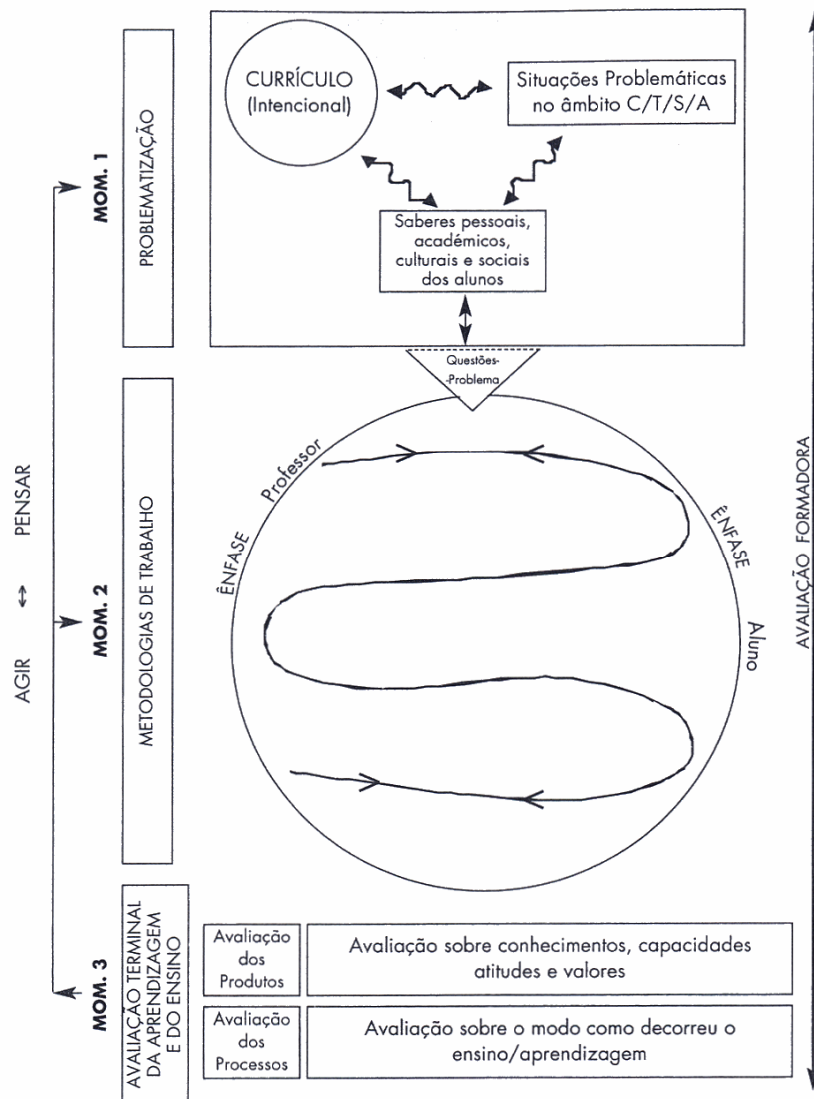 CURRÍCULO
(Intencional)
Situações Problemáticas
no âmbito C/T/S/A
Saberes pessoais,
académicos,
culturais e sociais
dos alunos
Questões-
-Problema
MOM. 1
PROBLEMATIZAÇÃO
AGIR ↔ PENSAR
MOM. 2
METODOLOGIAS DE TRABALHO
ÊNFASE Professor
ÊNFASE Aluno
AVALIAÇÃO FORMADORA
MOM. 3
AVALIAÇÃO TERMINAL
DA APRENDIZAGEM
E DO ENSINO
Avaliação
dos
Produtos
Avaliação sobre conhecimentos, capacidades
atitudes e valores
Avaliação
dos
Processos
Avaliação sobre o modo como decorreu o
ensino/aprendizagem